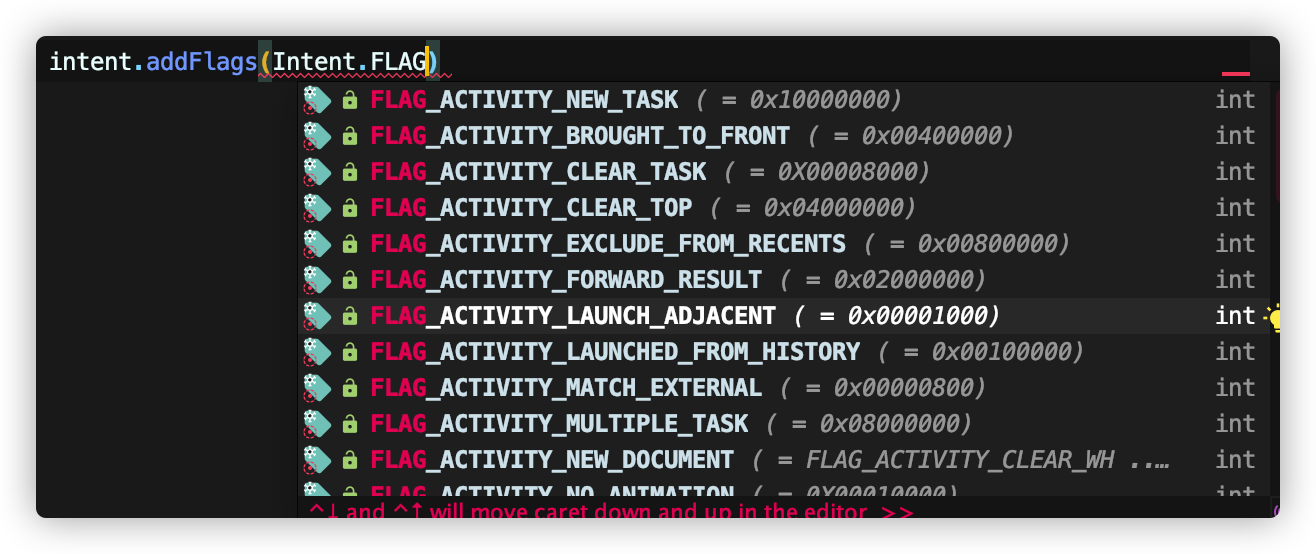 intent.addFlags(Intent.FLAG)
FLAG_ACTIVITY_NEW_TASK ( = 0x10000000) int
FLAG_ACTIVITY_BROUGHT_TO_FRONT ( = 0x00400000) int
FLAG_ACTIVITY_CLEAR_TASK ( = 0X00008000) int
FLAG_ACTIVITY_CLEAR_TOP ( = 0x04000000) int
FLAG_ACTIVITY_EXCLUDE_FROM_RECENTS ( = 0x00800000) int
FLAG_ACTIVITY_FORWARD_RESULT ( = 0x02000000) int
FLAG_ACTIVITY_LAUNCH_ADJACENT ( = 0x00001000) int
FLAG_ACTIVITY_LAUNCHED_FROM_HISTORY ( = 0x00100000) int
FLAG_ACTIVITY_MATCH_EXTERNAL ( = 0x00000800) int
FLAG_ACTIVITY_MULTIPLE_TASK ( = 0x08000000) int
FLAG_ACTIVITY_NEW_DOCUMENT ( = FLAG_ACTIVITY_CLEAR_WH ..… int
FLAG_ACTIVITY_NO_ANIMATION ( = 0X00010000) int
^↓ and ^↑ will move caret down and up in the editor >>